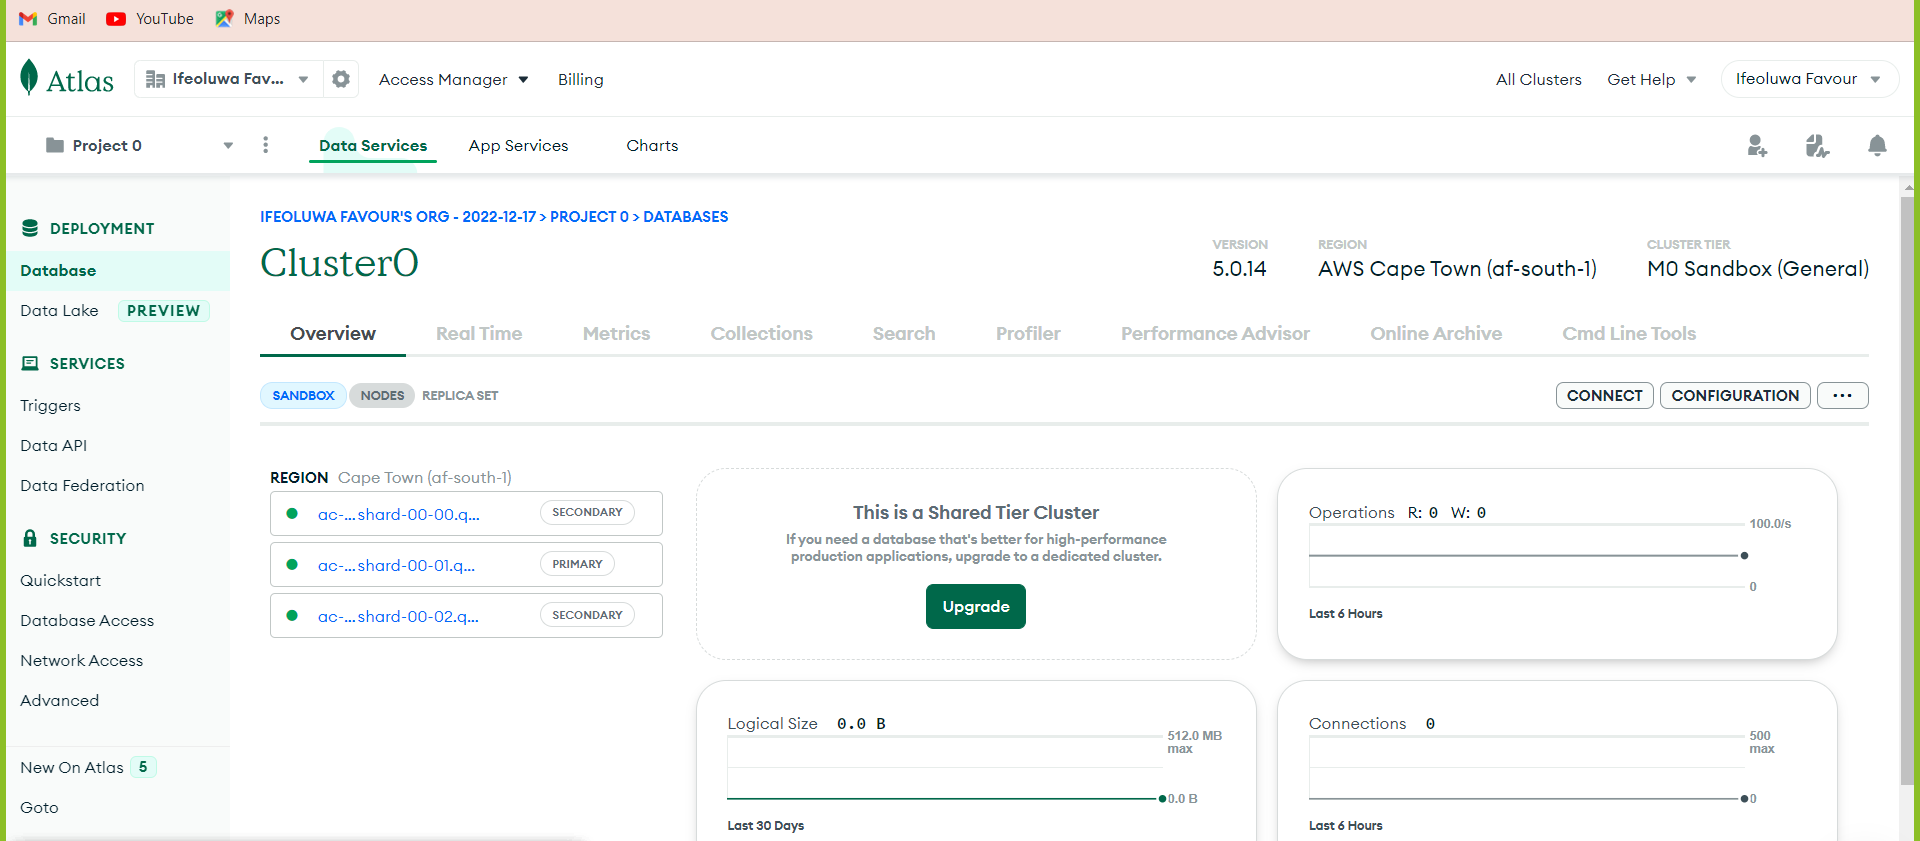 Gmail YouTube Maps
Atlas Ifeoluwa Fav... Access Manager Billing All Clusters Get Help Ifeoluwa Favour
Project 0 Data Services App Services Charts
DEPLOYMENT
Database
Data Lake PREVIEW
SERVICES
Triggers
Data API
Data Federation
SECURITY
Quickstart
Database Access
Network Access
Advanced
New On Atlas 5
Goto
IFEOLUWA FAVOUR'S ORG - 2022-12-17 > PROJECT 0 > DATABASES
Cluster0
VERSION
5.0.14
REGION
AWS Cape Town (af-south-1)
CLUSTER TIER
M0 Sandbox (General)
Overview Real Time Metrics Collections Search Profiler Performance Advisor Online Archive Cmd Line Tools
SANDBOX NODES REPLICA SET CONNECT CONFIGURATION ...
REGION Cape Town (af-south-1)
ac-...shard-00-00.q... SECONDARY
ac-...shard-00-01.q... PRIMARY
ac-...shard-00-02.q... SECONDARY
This is a Shared Tier Cluster
If you need a database that's better for high-performance
production applications, upgrade to a dedicated cluster.
Upgrade
Operations R: 0 W: 0
100.0/s
0
Last 6 Hours
Logical Size 0.0 B
512.0 MB
max
0.0 B
Last 30 Days
Connections 0
500
max
0
Last 6 Hours